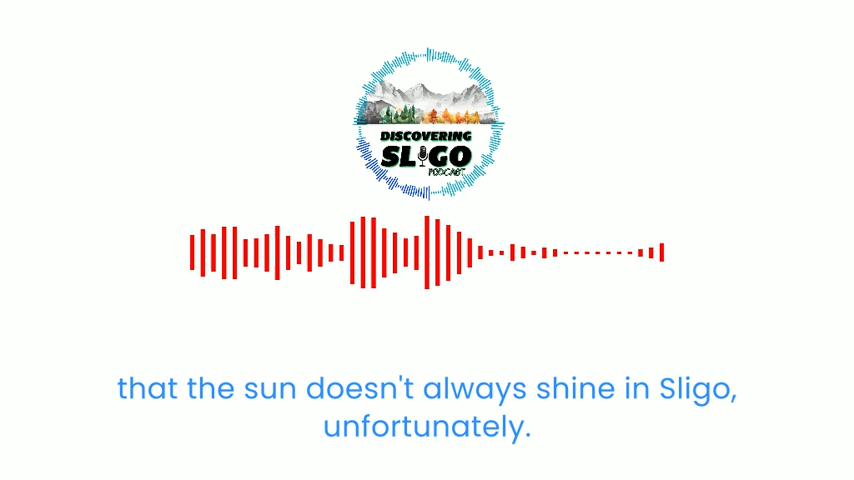 DISCOVERING
SLIGO
PODCAST
that the sun doesn't always shine in Sligo,
unfortunately.